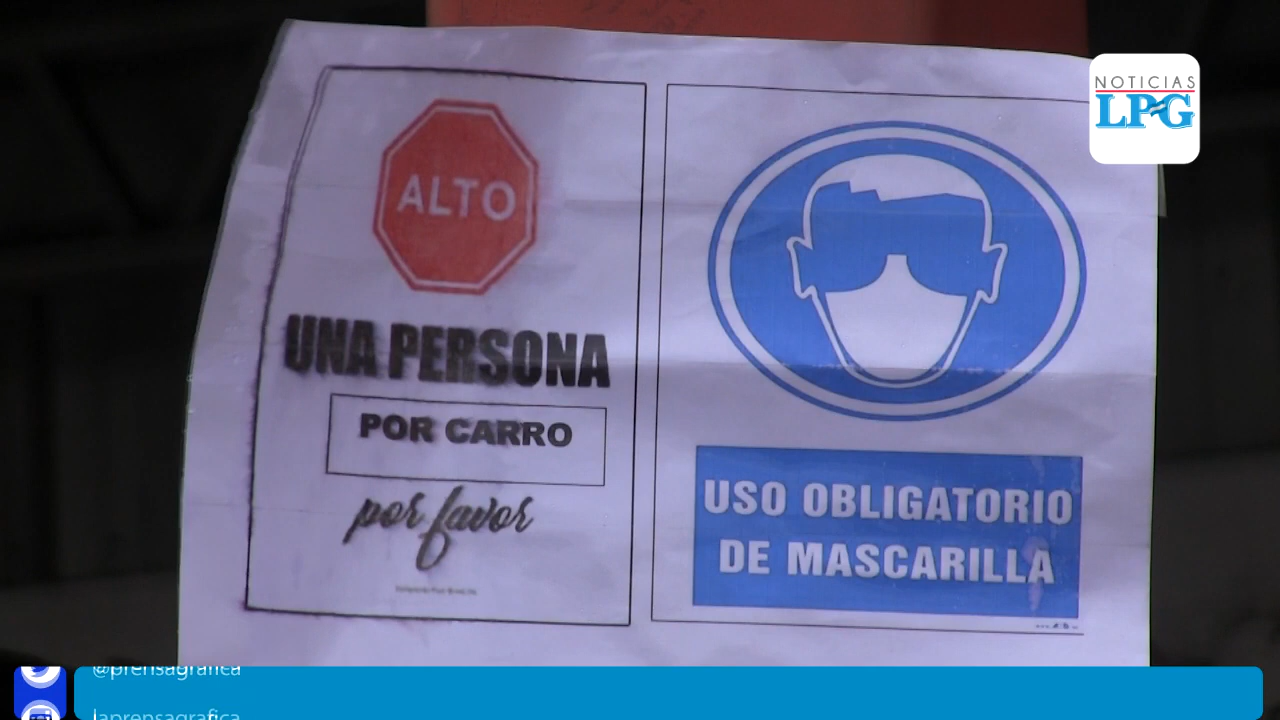 NOTICIAS
LPG
ALTO
UNA PERSONA
POR CARRO
por favor
USO OBLIGATORIO
DE MASCARILLA
@prensagrafica
laprensagrafica